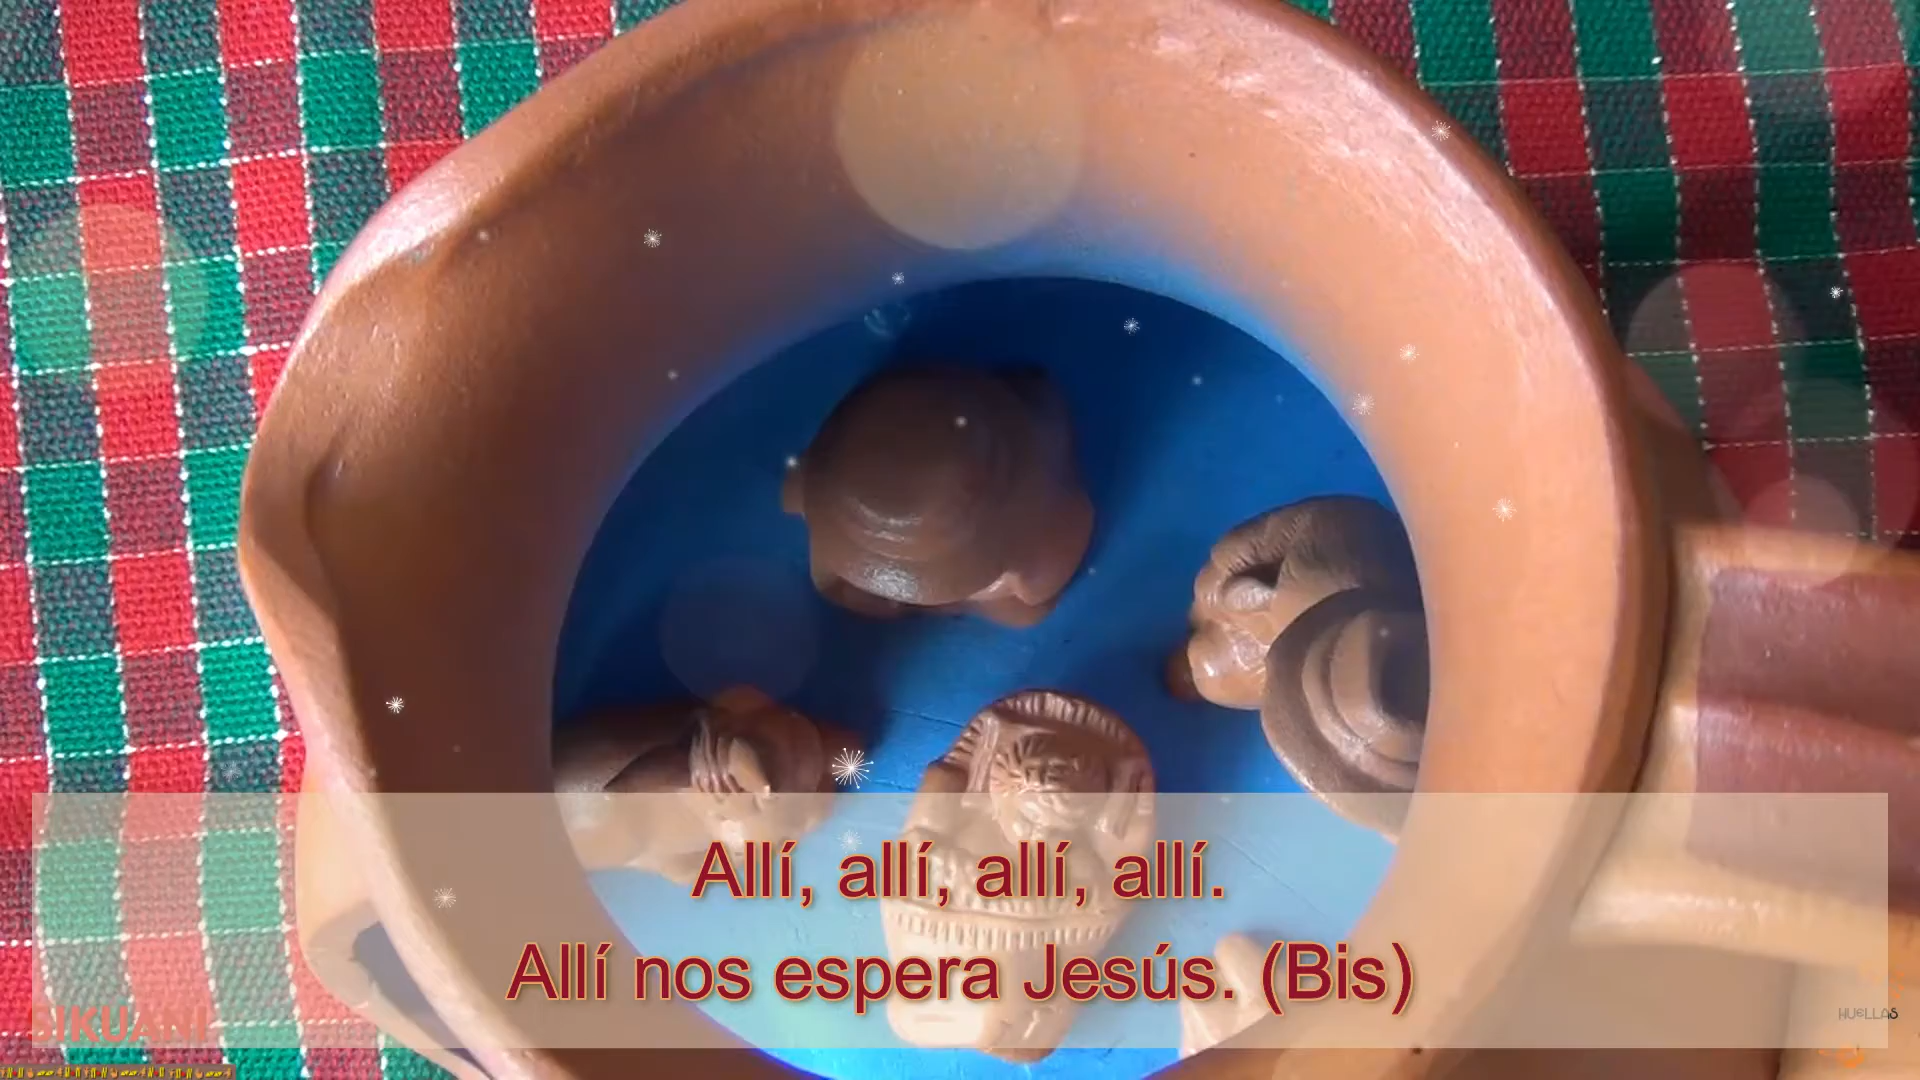 Allí, allí, allí, allí.
Allí nos espera Jesús. (Bis)
SIKUANI
HUELLAS